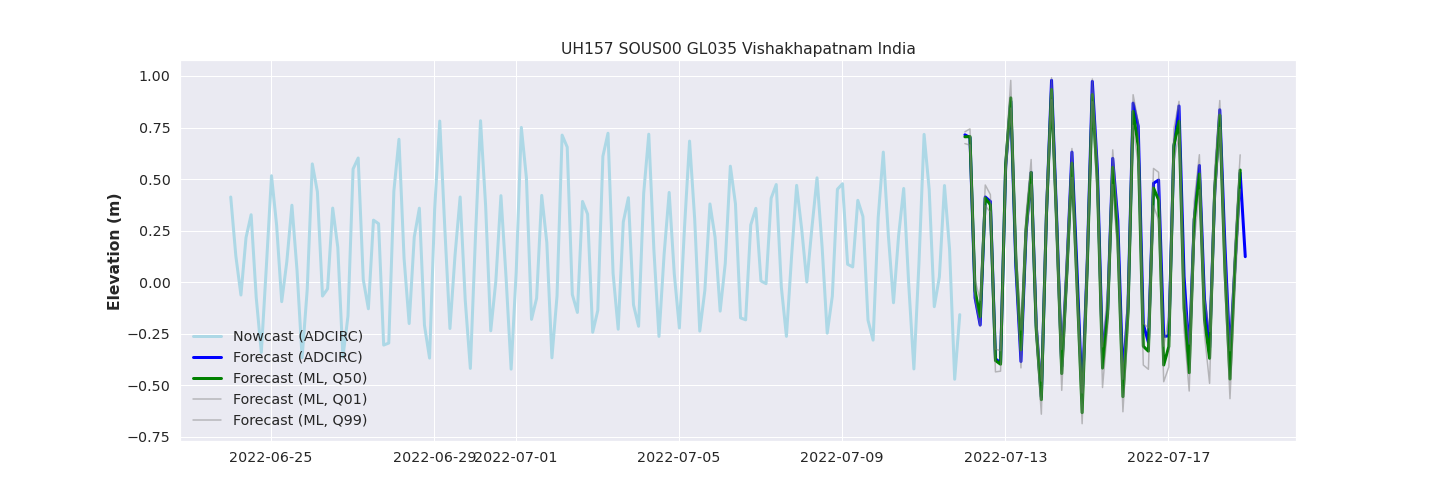 UH157 SOUS00 GL035 Vishakhapatnam India
1.00
0.75
0.50
0.25
0.00
−0.25
−0.50
−0.75
Elevation (m)
Nowcast (ADCIRC)
Forecast (ADCIRC)
Forecast (ML, Q50)
Forecast (ML, Q01)
Forecast (ML, Q99)
2022-06-25 2022-06-29 2022-07-01 2022-07-05 2022-07-09 2022-07-13 2022-07-17